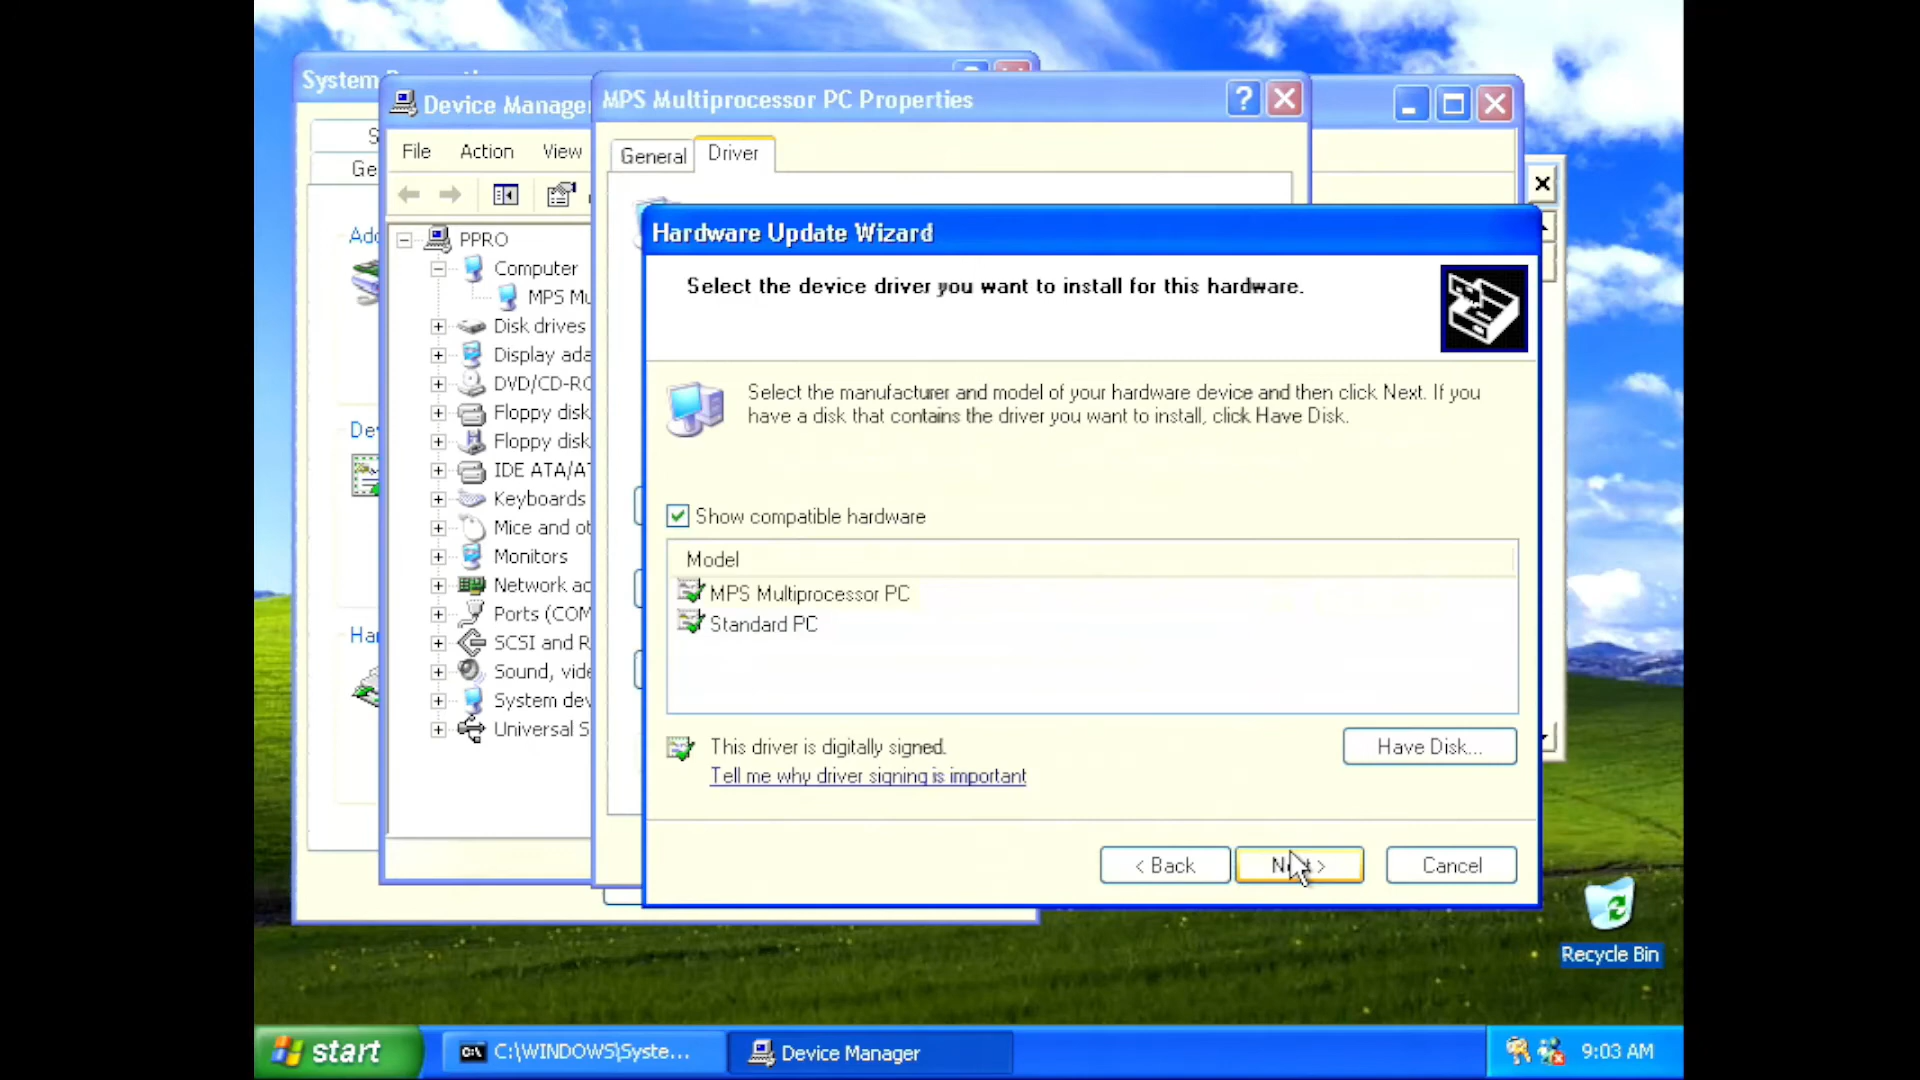 System
Device Manager
MPS Multiprocessor PC Properties
File Action View
General Driver
PPRO
Computer
MPS Mu
Disk drives
Display ada
DVD/CD-RO
Floppy disk
Floppy disk
IDE ATA/AT
Keyboards
Mice and ot
Monitors
Network ad
Ports (COM
SCSI and R
Sound, vide
System dev
Universal S
Ge
Add
Dev
Har
Hardware Update Wizard
Select the device driver you want to install for this hardware.
Select the manufacturer and model of your hardware device and then click Next. If you
have a disk that contains the driver you want to install, click Have Disk.
Show compatible hardware
Model
MPS Multiprocessor PC
Standard PC
This driver is digitally signed.
Tell me why driver signing is important
Have Disk...
< Back
Next >
Cancel
Recycle Bin
start
C:\WINDOWS\Syste...
Device Manager
9:03 AM